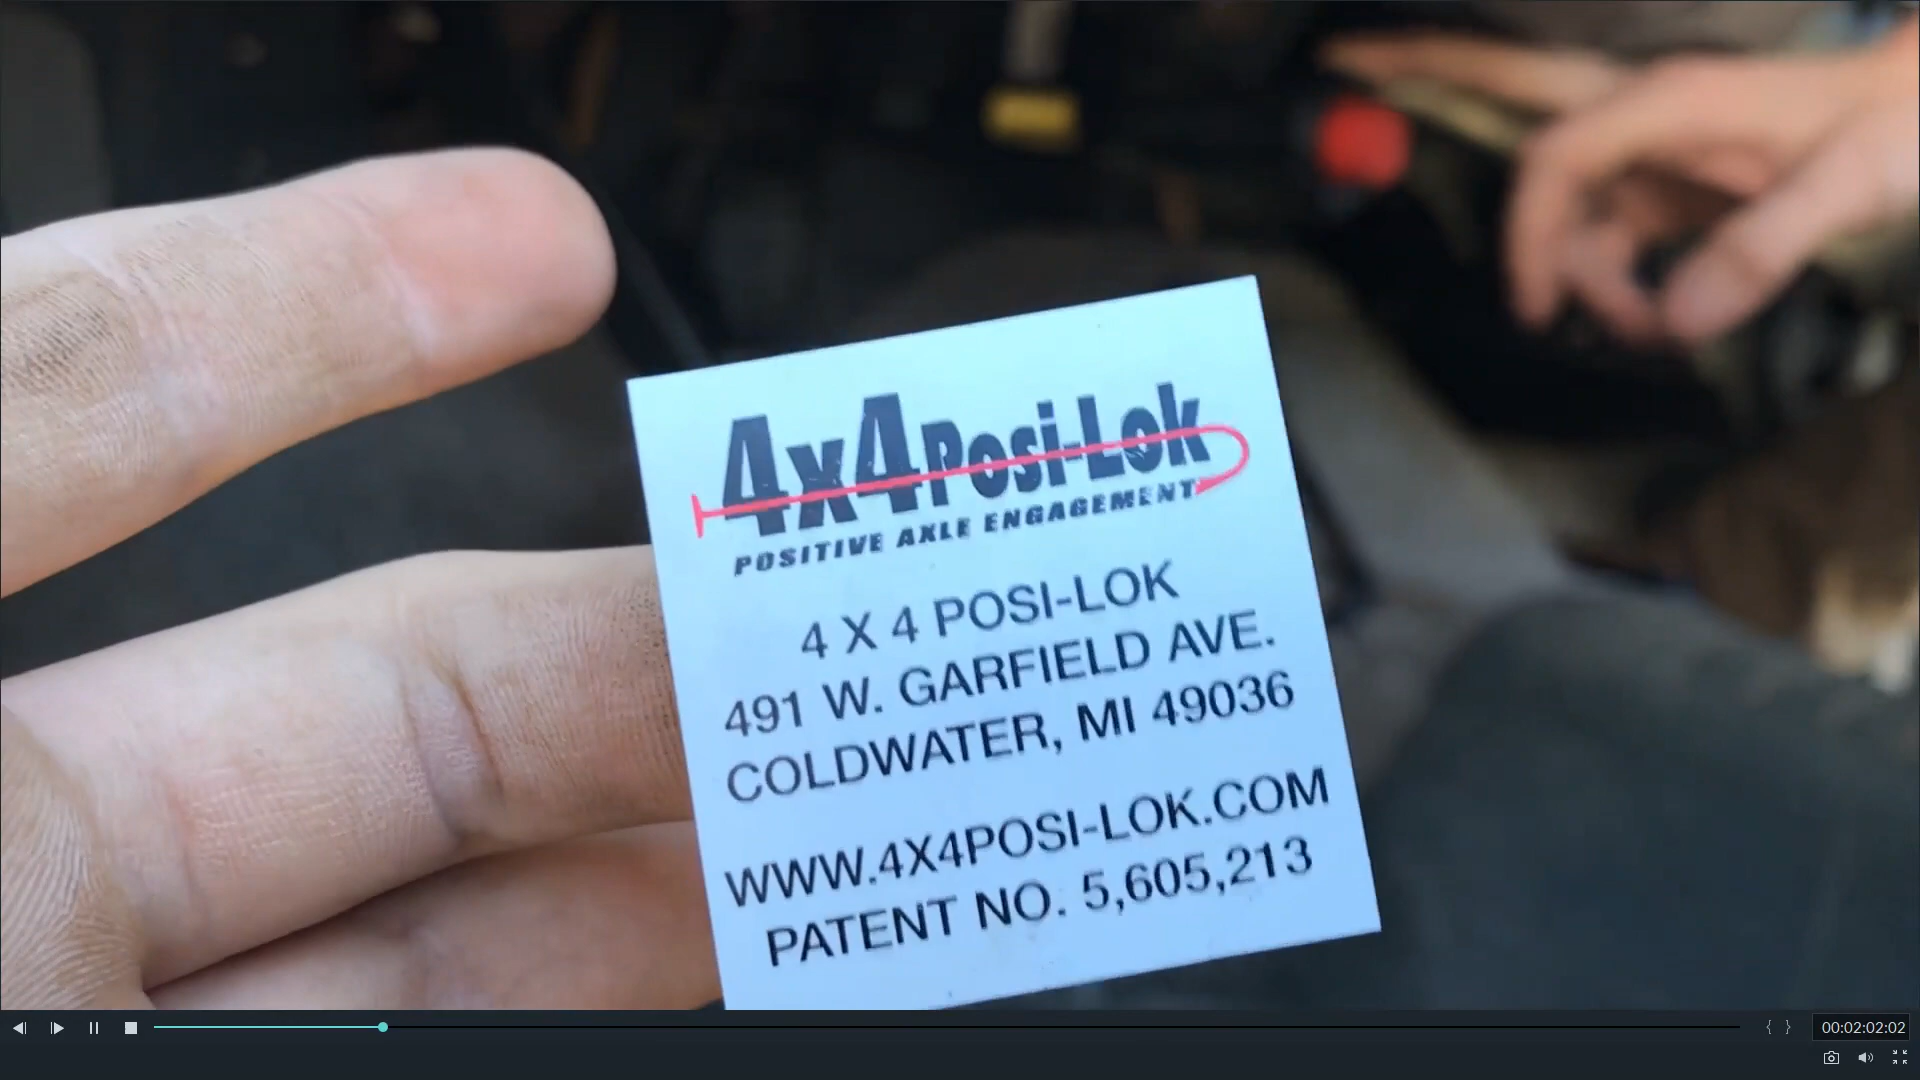 4x4Posi-Lok
POSITIVE AXLE ENGAGEMENT
4 X 4 POSI-LOK
491 W. GARFIELD AVE.
COLDWATER, MI 49036
WWW.4X4POSI-LOK.COM
PATENT NO. 5,605,213
{ } 00:02:02:02